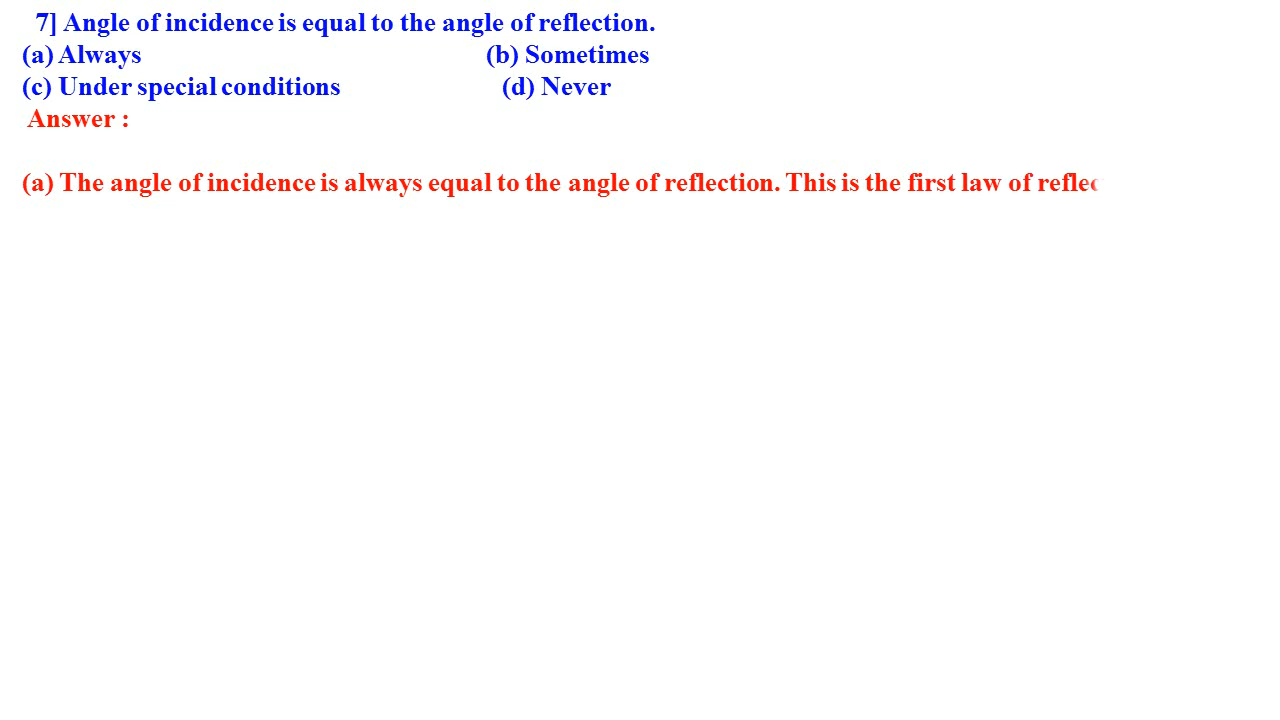 7] Angle of incidence is equal to the angle of reflection.
(a) Always (b) Sometimes
(c) Under special conditions (d) Never
Answer :
(a) The angle of incidence is always equal to the angle of reflection. This is the first law of reflec